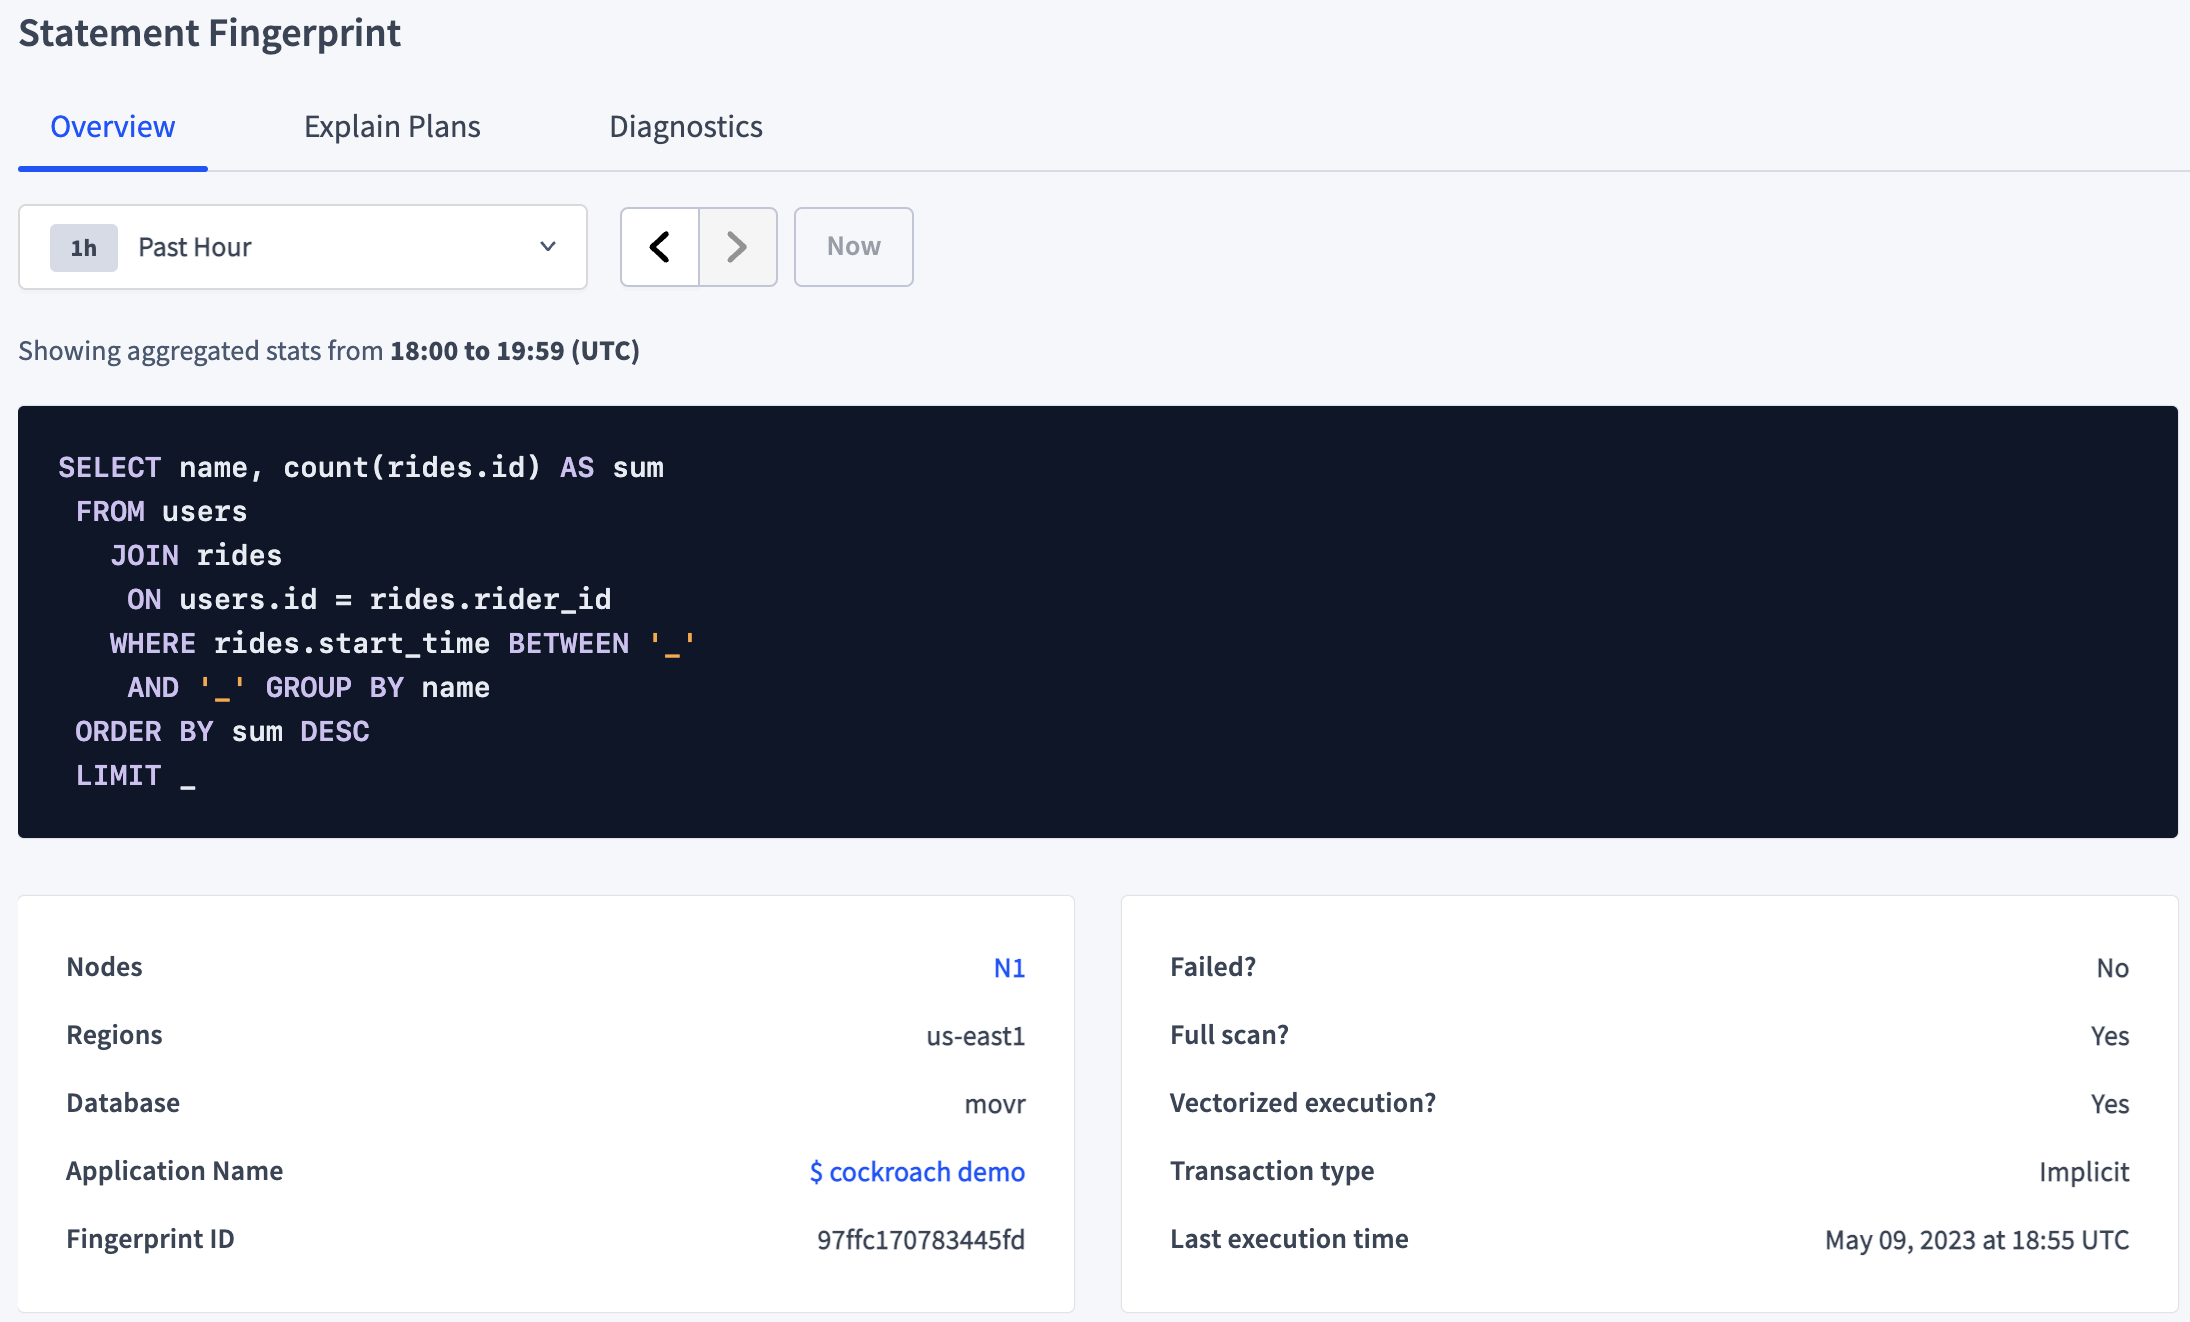 Statement Fingerprint
Overview
Explain Plans
Diagnostics
1h Past Hour
Now
Showing aggregated stats from 18:00 to 19:59 (UTC)
SELECT name, count(rides.id) AS sum
FROM users
JOIN rides
ON users.id = rides.rider_id
WHERE rides.start_time BETWEEN '_'
AND '_' GROUP BY name
ORDER BY sum DESC
LIMIT _
Nodes N1
Regions us-east1
Database movr
Application Name $ cockroach demo
Fingerprint ID 97ffc170783445fd
Failed? No
Full scan? Yes
Vectorized execution? Yes
Transaction type Implicit
Last execution time May 09, 2023 at 18:55 UTC